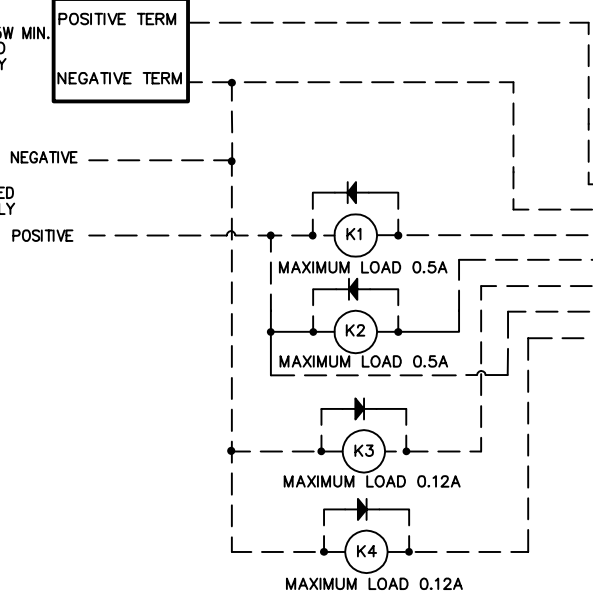 POSITIVE TERM
W MIN.
NEGATIVE TERM
NEGATIVE
POSITIVE
K1
MAXIMUM LOAD 0.5A
K2
MAXIMUM LOAD 0.5A
K3
MAXIMUM LOAD 0.12A
K4
MAXIMUM LOAD 0.12A